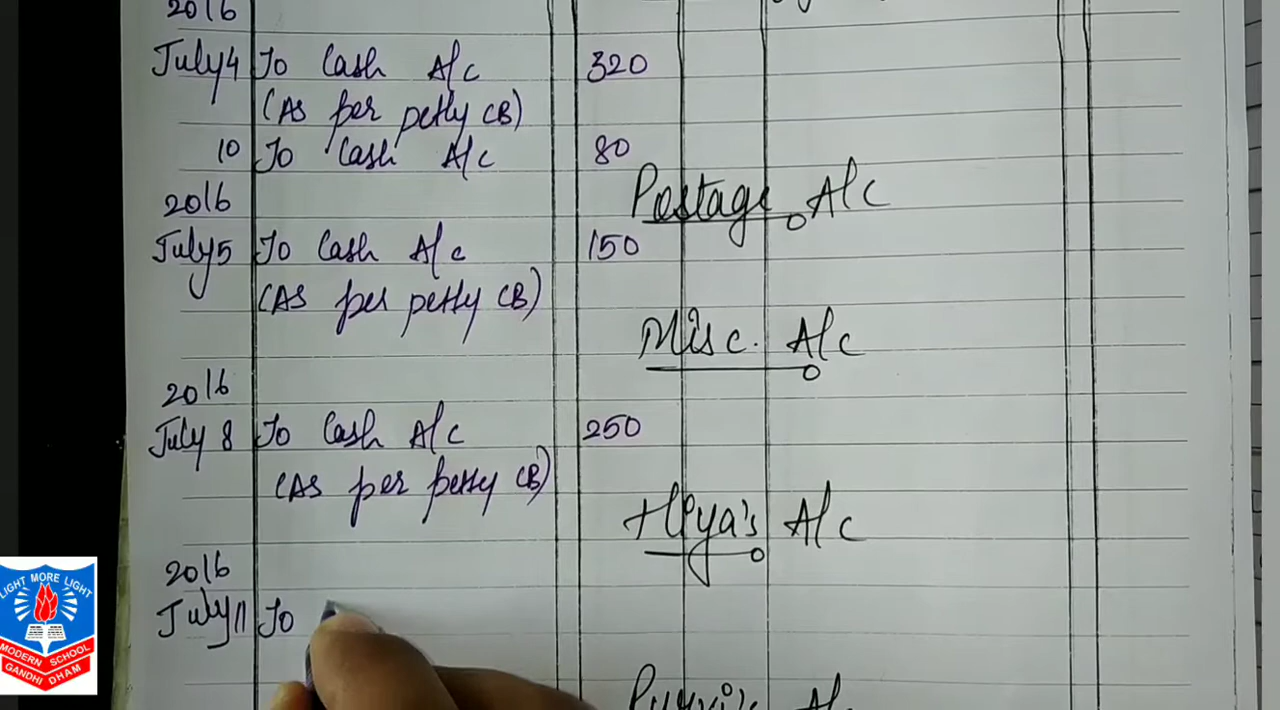 2016
July 4 To Cash A/c 320
(As per petty CB)
10 To Cash A/c 80
Postage A/c
2016
July 5 To Cash A/c 150
(As per petty CB)
Misc. A/c
2016
July 8 To Cash A/c 250
(As per petty CB)
Hiya's A/c
2016
July 11 To
LIGHT MORE LIGHT
MODERN SCHOOL
GANDHI DHAM